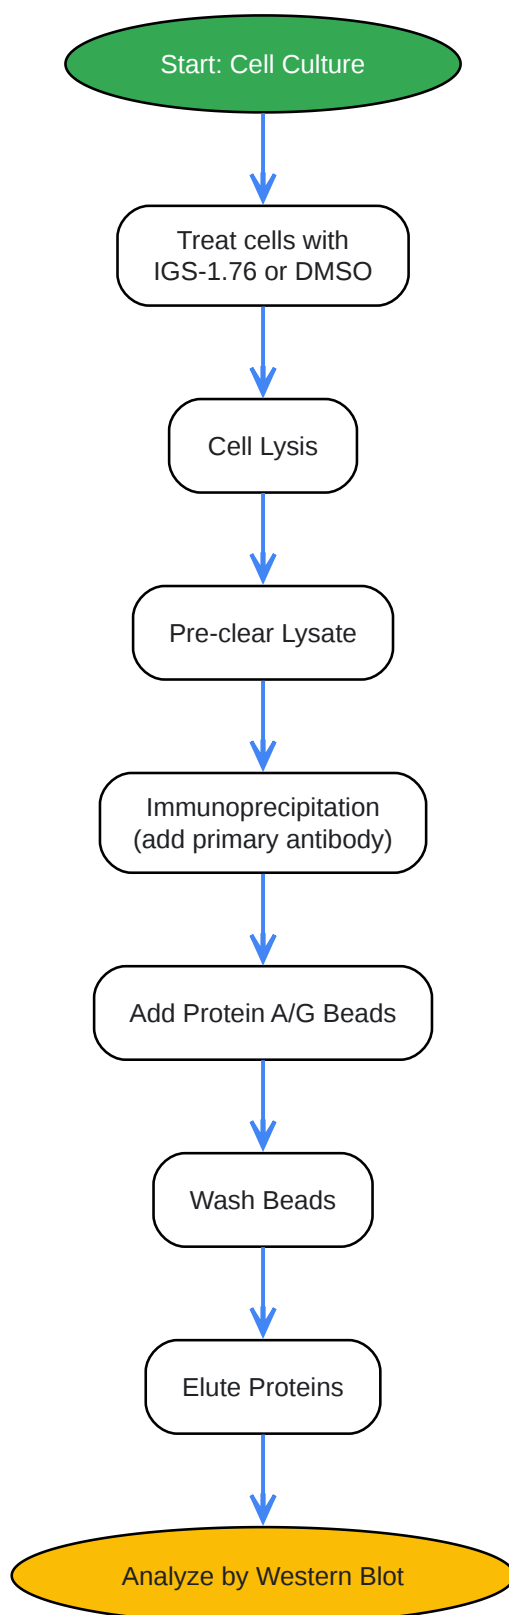 Start: Cell Culture
Treat cells with
IGS-1.76 or DMSO
Cell Lysis
Pre-clear Lysate
Immunoprecipitation
(add primary antibody)
Add Protein A/G Beads
Wash Beads
Elute Proteins
Analyze by Western Blot